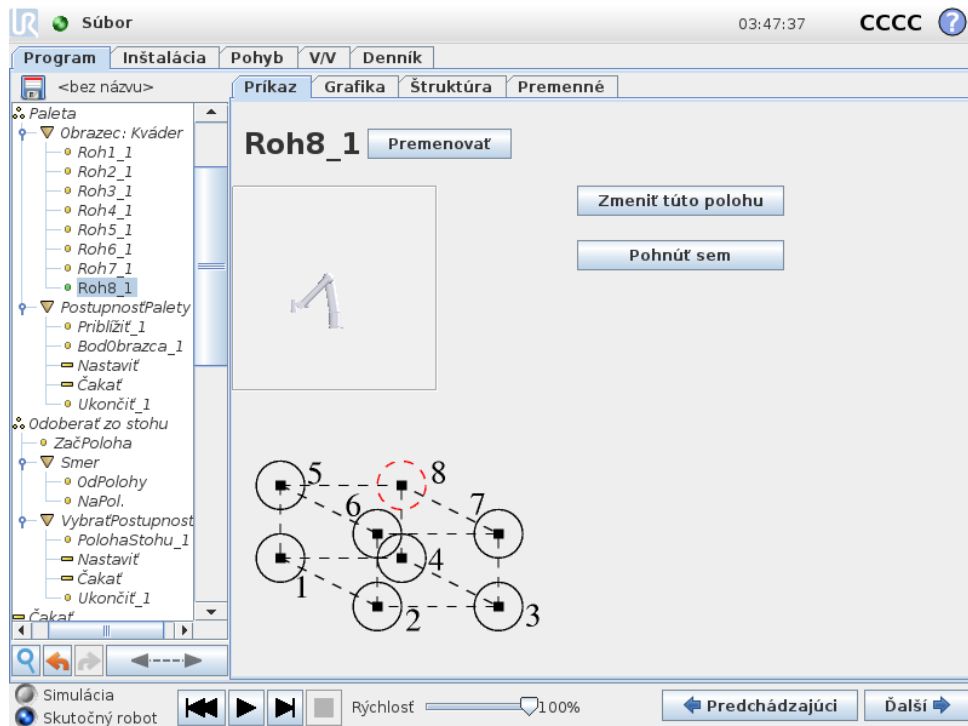 UR Súbor 03:47:37 CCCC ?
Program Inštalácia Pohyb V/V Denník
<bez názvu> Príkaz Grafika Štruktúra Premenné
Paleta
Obrazec: Kváder
Roh1_1
Roh2_1
Roh3_1
Roh4_1
Roh5_1
Roh6_1
Roh7_1
Roh8_1
PostupnosťPalety
Priblížiť_1
BodObrazca_1
Nastaviť
Čakať
Ukončiť_1
Odoberať zo stohu
ZačPoloha
Smer
OdPolohy
NaPol.
VybraťPostupnost
PolohaStohu_1
Nastaviť
Čakať
Ukončiť_1
Čakať
Roh8_1 Premenovať
Zmeniť túto polohu
Pohnúť sem
5 8
6 7
1 4
2 3
Simulácia
Skutočný robot
Rýchlosť 100%
Predchádzajúci Ďalší